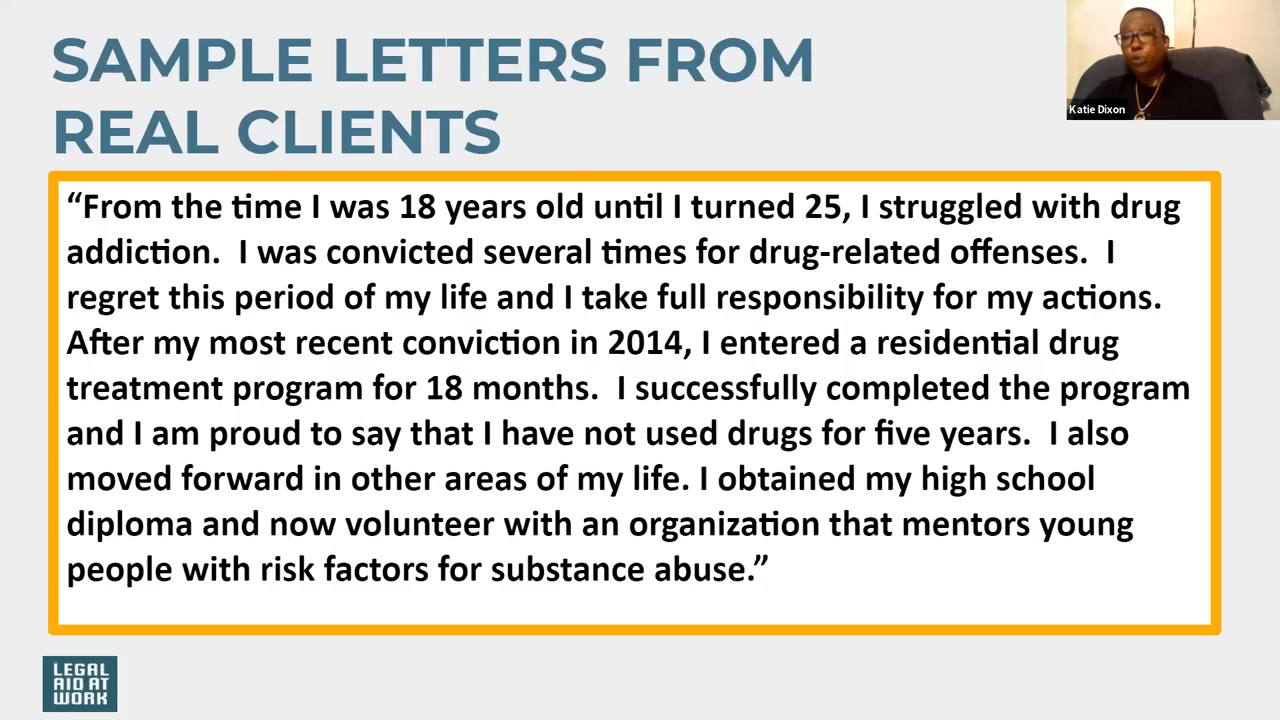 SAMPLE LETTERS FROM
REAL CLIENTS
Katie Dixon
“From the time I was 18 years old until I turned 25, I struggled with drug
addiction.  I was convicted several times for drug-related offenses.  I
regret this period of my life and I take full responsibility for my actions.
After my most recent conviction in 2014, I entered a residential drug
treatment program for 18 months.  I successfully completed the program
and I am proud to say that I have not used drugs for five years.  I also
moved forward in other areas of my life. I obtained my high school
diploma and now volunteer with an organization that mentors young
people with risk factors for substance abuse.”
LEGAL
AID AT
WORK